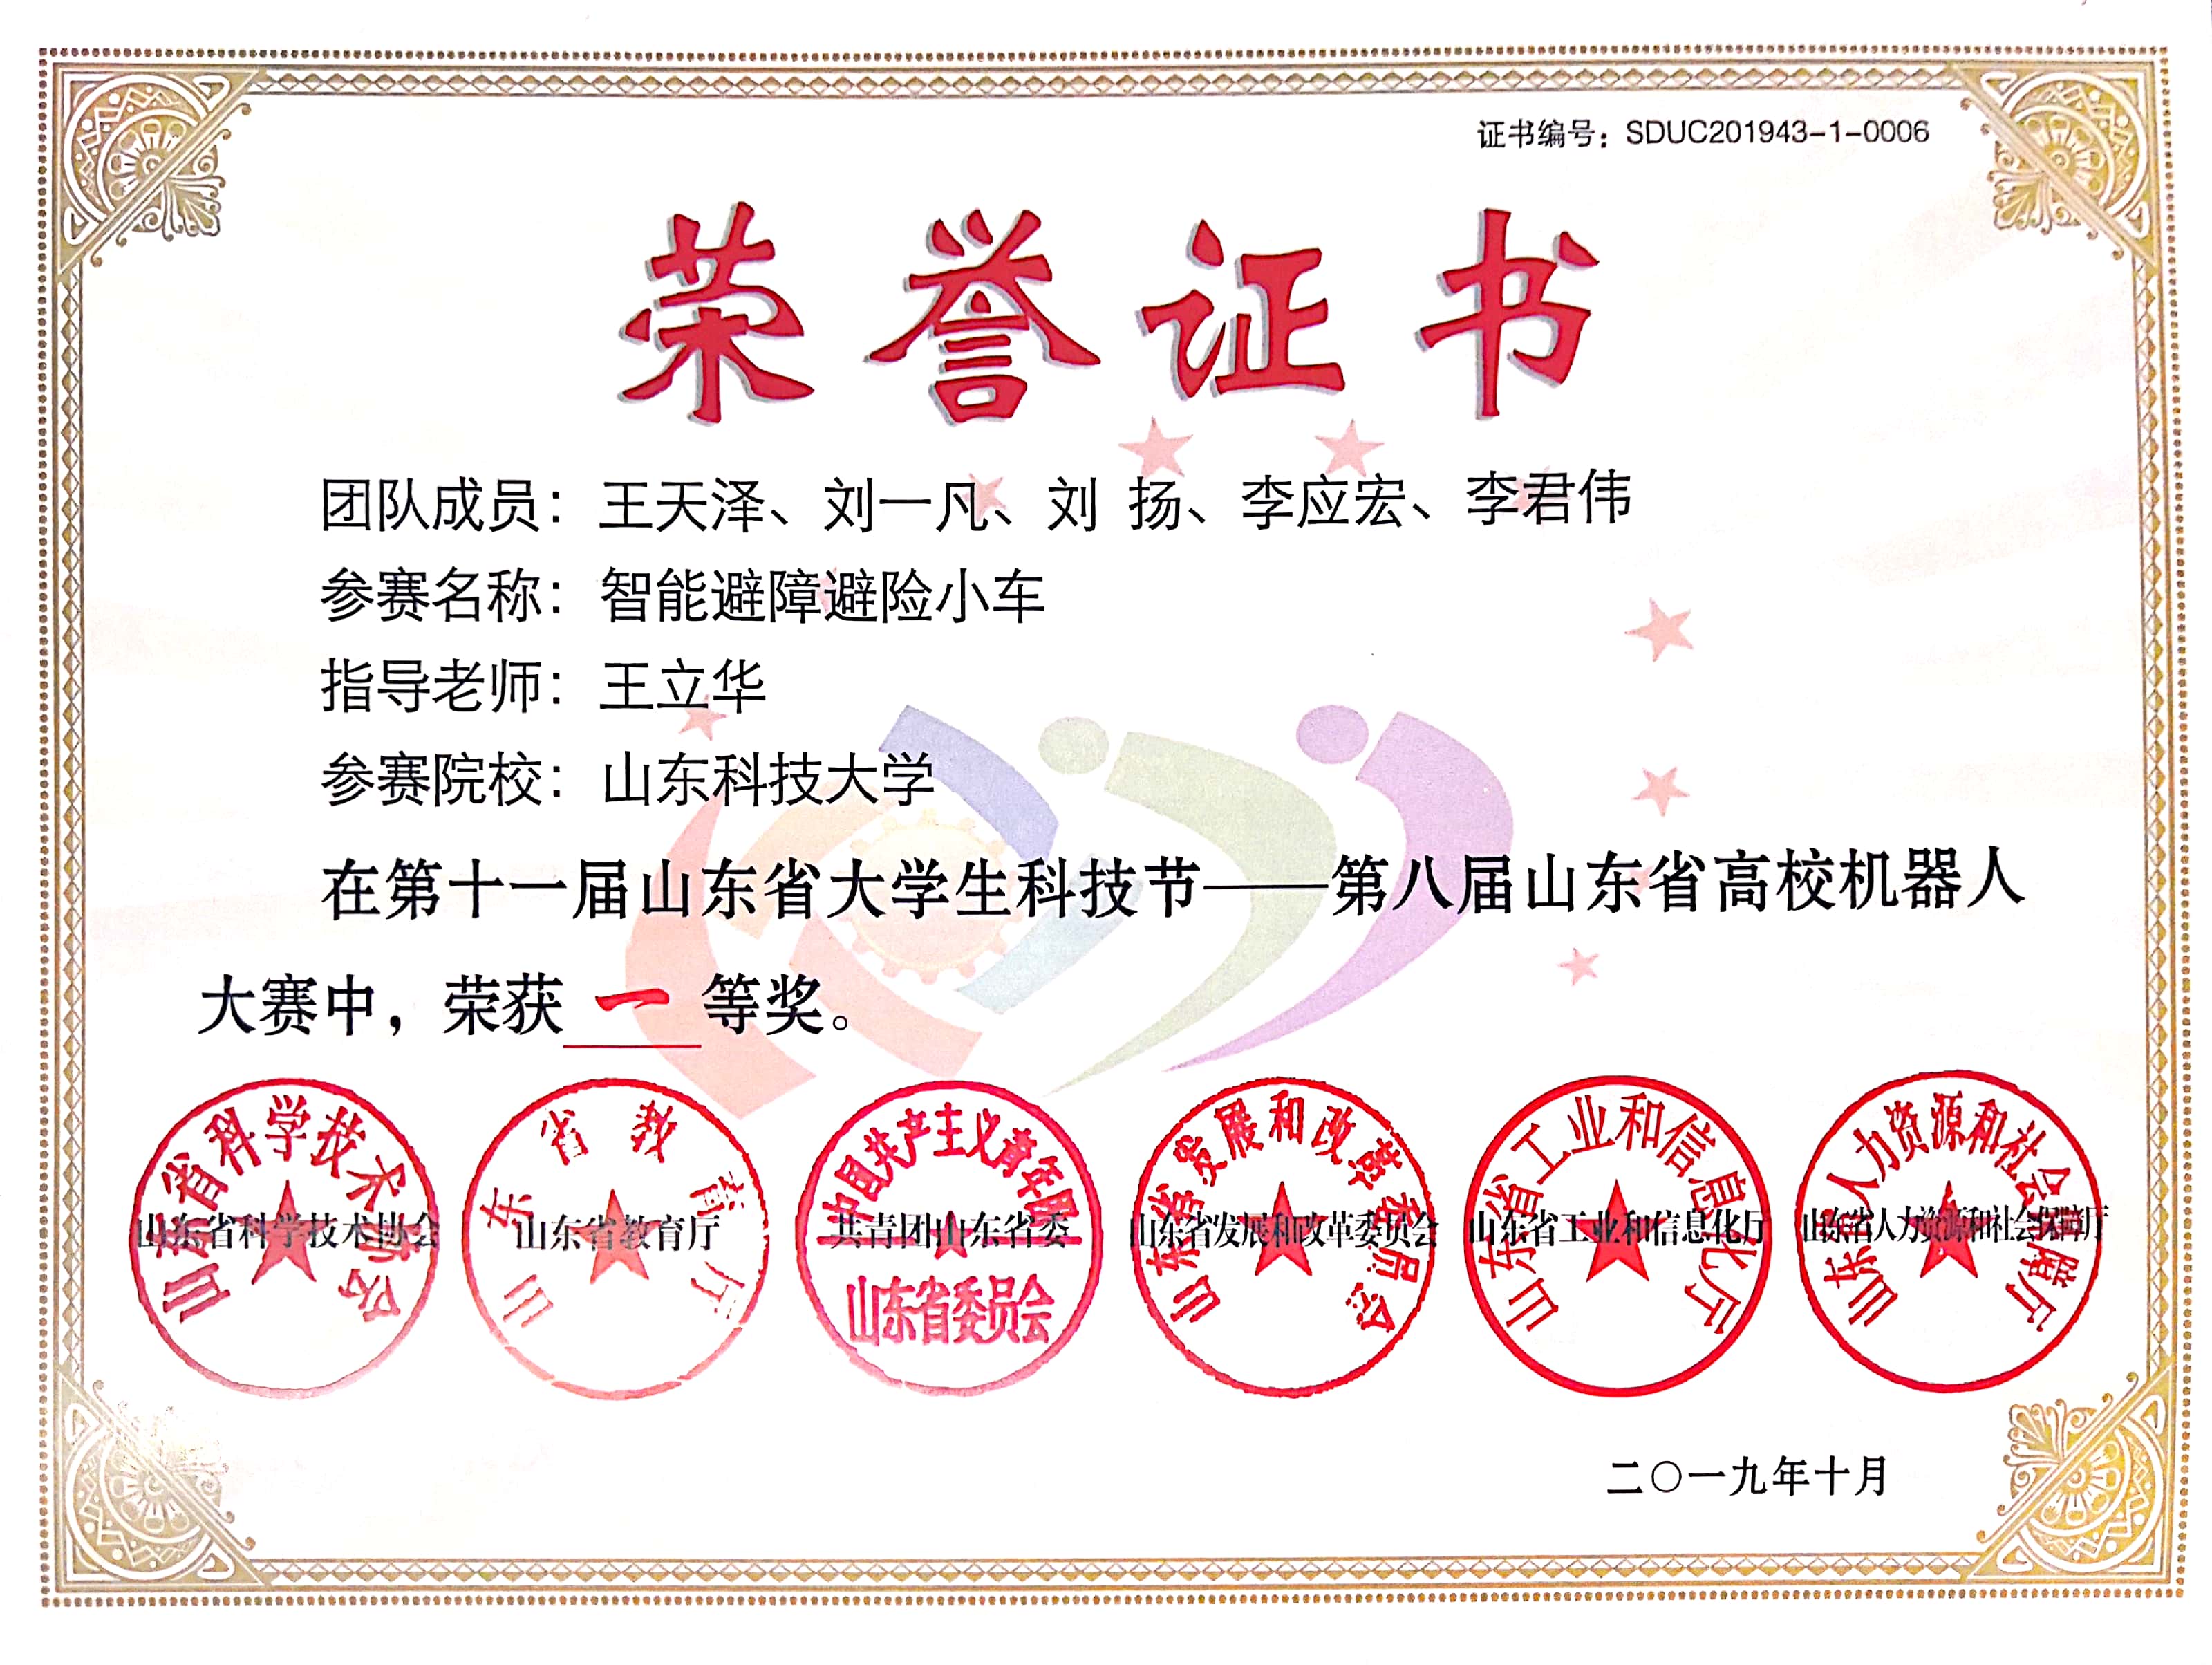 证书编号：SDUC201943-1-0006
荣誉证书
团队成员：王天泽、刘一凡、刘 扬、李应宏、李君伟
参赛名称：智能避障避险小车
指导老师：王立华
参赛院校：山东科技大学
在第十一届山东省大学生科技节——第八届山东省高校机器人
大赛中，荣获 一 等奖。
山东省科学技术协会
山东省科学技术协会
山东省教育厅
山东省教育厅
中国共产主义青年团
共青团山东省委
山东省委员会
山东省发展和改革委员会
山东省发展和改革委员会
山东省工业和信息化厅
山东省工业和信息化厅
山东省人力资源和社会保障厅
山东省人力资源和社会保障厅
二〇一九年十月